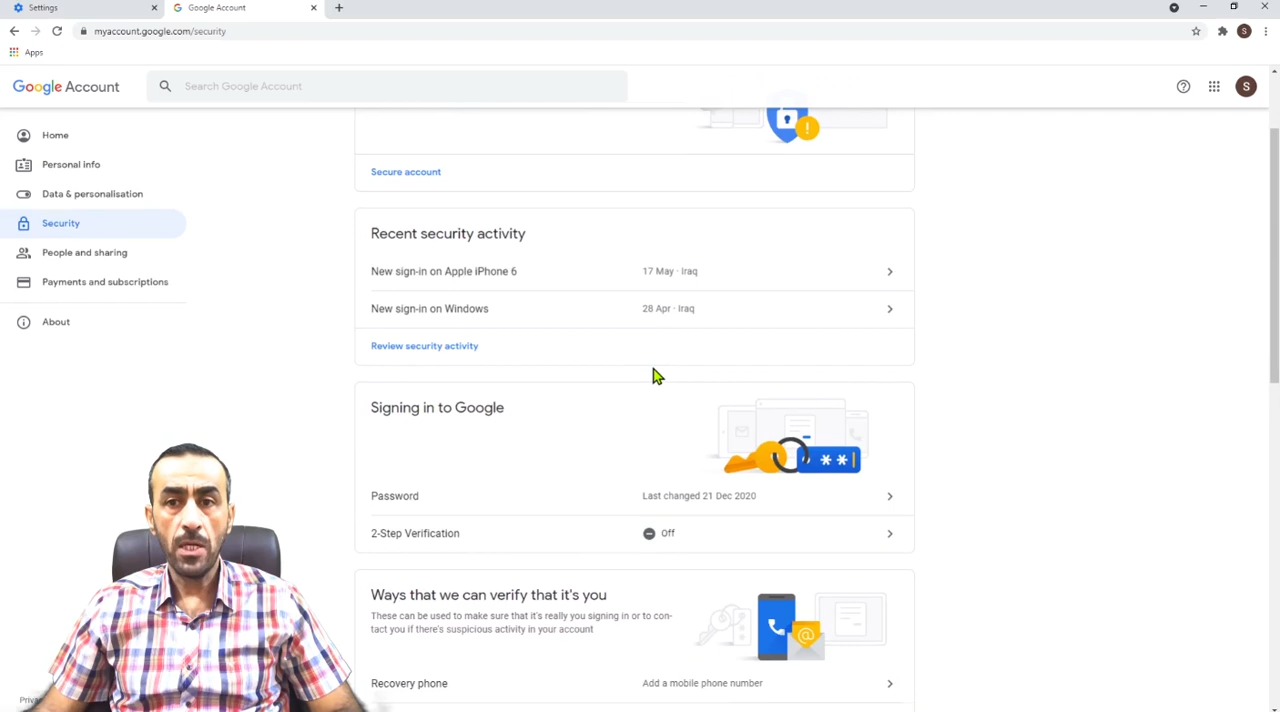 Settings
Google Account
myaccount.google.com/security
S
Apps
Google Account
Search Google Account
S
Home
Personal info
Data & personalisation
Security
People and sharing
Payments and subscriptions
About
Secure account
Recent security activity
New sign-in on Apple iPhone 6 17 May · Iraq
New sign-in on Windows 28 Apr · Iraq
Review security activity
Signing in to Google
Password Last changed 21 Dec 2020
2-Step Verification Off
Ways that we can verify that it's you
These can be used to make sure that it's really you signing in or to con-
tact you if there's suspicious activity in your account
Recovery phone Add a mobile phone number